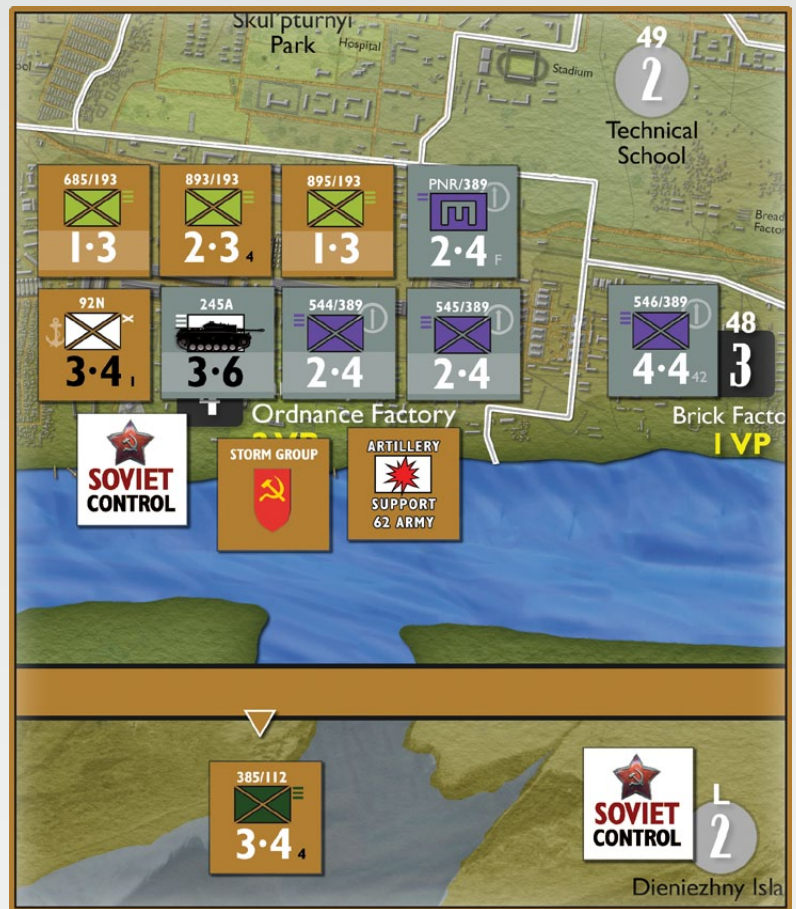 Skul'pturnyi
Park
Hospital
Stadium
49
2
Technical
School
685/193
1·3
893/193
2·3 4
895/193
1·3
PNR/389
2·4 F
92N
3·4 1
245A
3·6
544/389
2·4
545/389
2·4
546/389
4·4 42
48
3
Ordnance Factory
Brick Facto
1 VP
SOVIET
CONTROL
STORM GROUP
ARTILLERY
SUPPORT
62 ARMY
385/112
3·4 4
SOVIET
CONTROL
L
2
Dieniezhny Isla